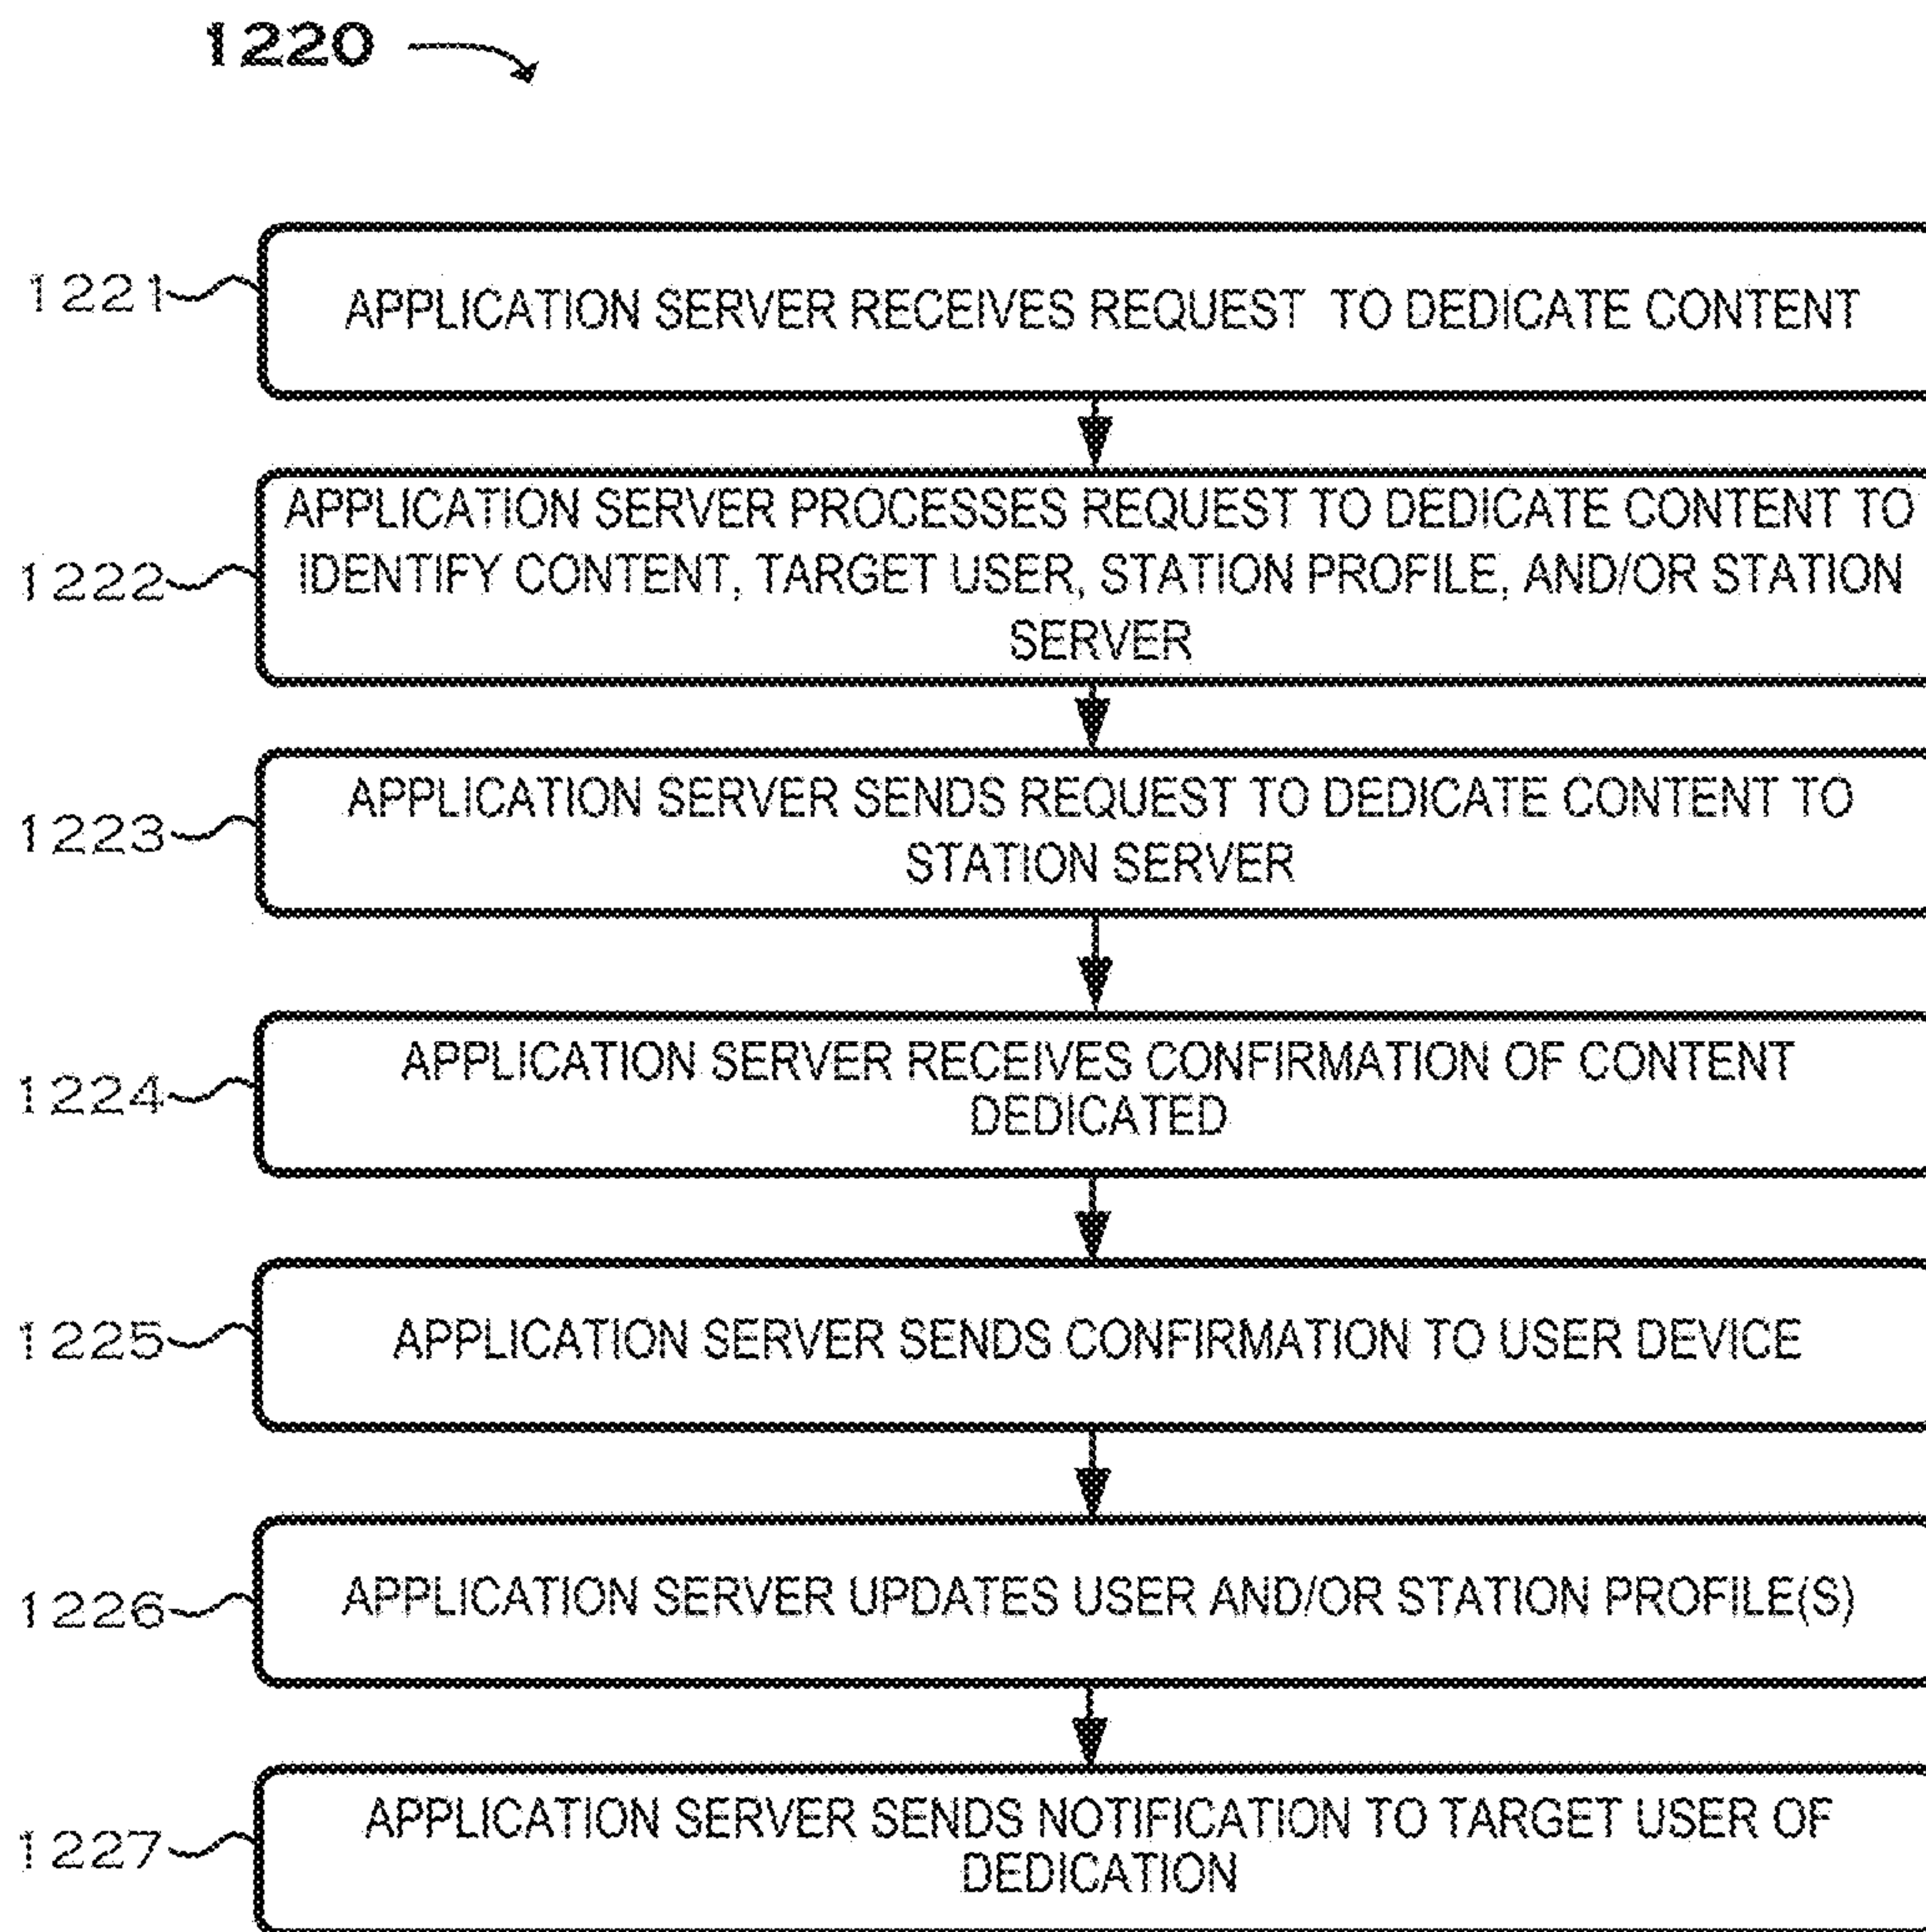 1220
1221
APPLICATION SERVER RECEIVES REQUEST TO DEDICATE CONTENT
1222
APPLICATION SERVER PROCESSES REQUEST TO DEDICATE CONTENT TO
IDENTIFY CONTENT, TARGET USER, STATION PROFILE, AND/OR STATION
SERVER
1223
APPLICATION SERVER SENDS REQUEST TO DEDICATE CONTENT TO
STATION SERVER
1224
APPLICATION SERVER RECEIVES CONFIRMATION OF CONTENT
DEDICATED
1225
APPLICATION SERVER SENDS CONFIRMATION TO USER DEVICE
1226
APPLICATION SERVER UPDATES USER AND/OR STATION PROFILE(S)
1227
APPLICATION SERVER SENDS NOTIFICATION TO TARGET USER OF
DEDICATION